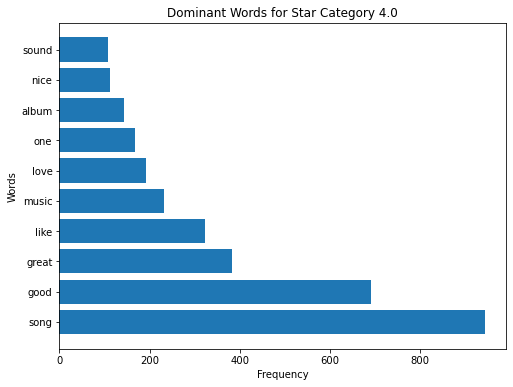 Dominant Words for Star Category 4.0
sound
nice
album
one
love
music
like
great
good
song
Words
0 200 400 600 800
Frequency